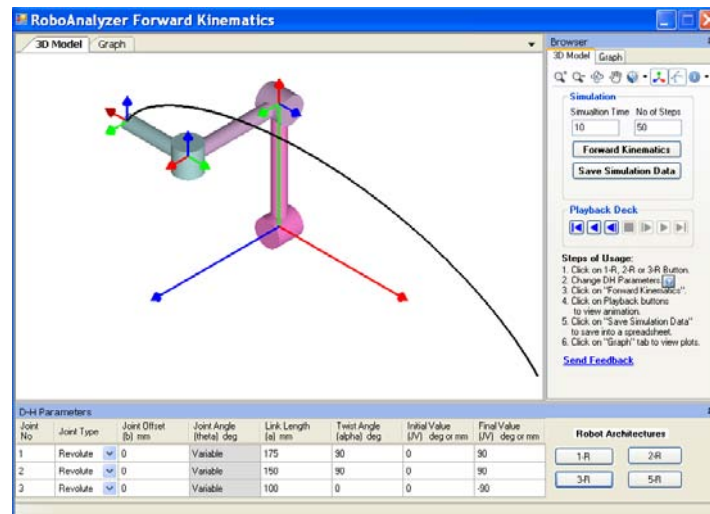 RoboAnalyzer Forward Kinematics
3D Model Graph
Browser
3D Model Graph
Simulation
Simualtion Time No of Steps
10 50
Forward Kinematics
Save Simulation Data
Playback Deck
Steps of Usage:
1. Click on 1-R, 2-R or 3-R Button.
2. Change DH Parameters
3. Click on "Forward Kinematics".
4. Click on Playback buttons
to view animation.
5. Click on "Save Simulation Data"
to save into a spreadsheet.
6. Click on "Graph" tab to view plots.
Send Feedback
D-H Parameters
Joint No Joint Type Joint Offset (b) mm Joint Angle (theta) deg Link Length (a) mm Twist Angle (alpha) deg Initial Value (JV) deg or mm Final Value (JV) deg or mm
1 Revolute 0 Variable 175 90 0 90
2 Revolute 0 Variable 150 90 0 90
3 Revolute 0 Variable 100 0 0 -90
Robot Architectures
1-R 2-R
3-R 5-R